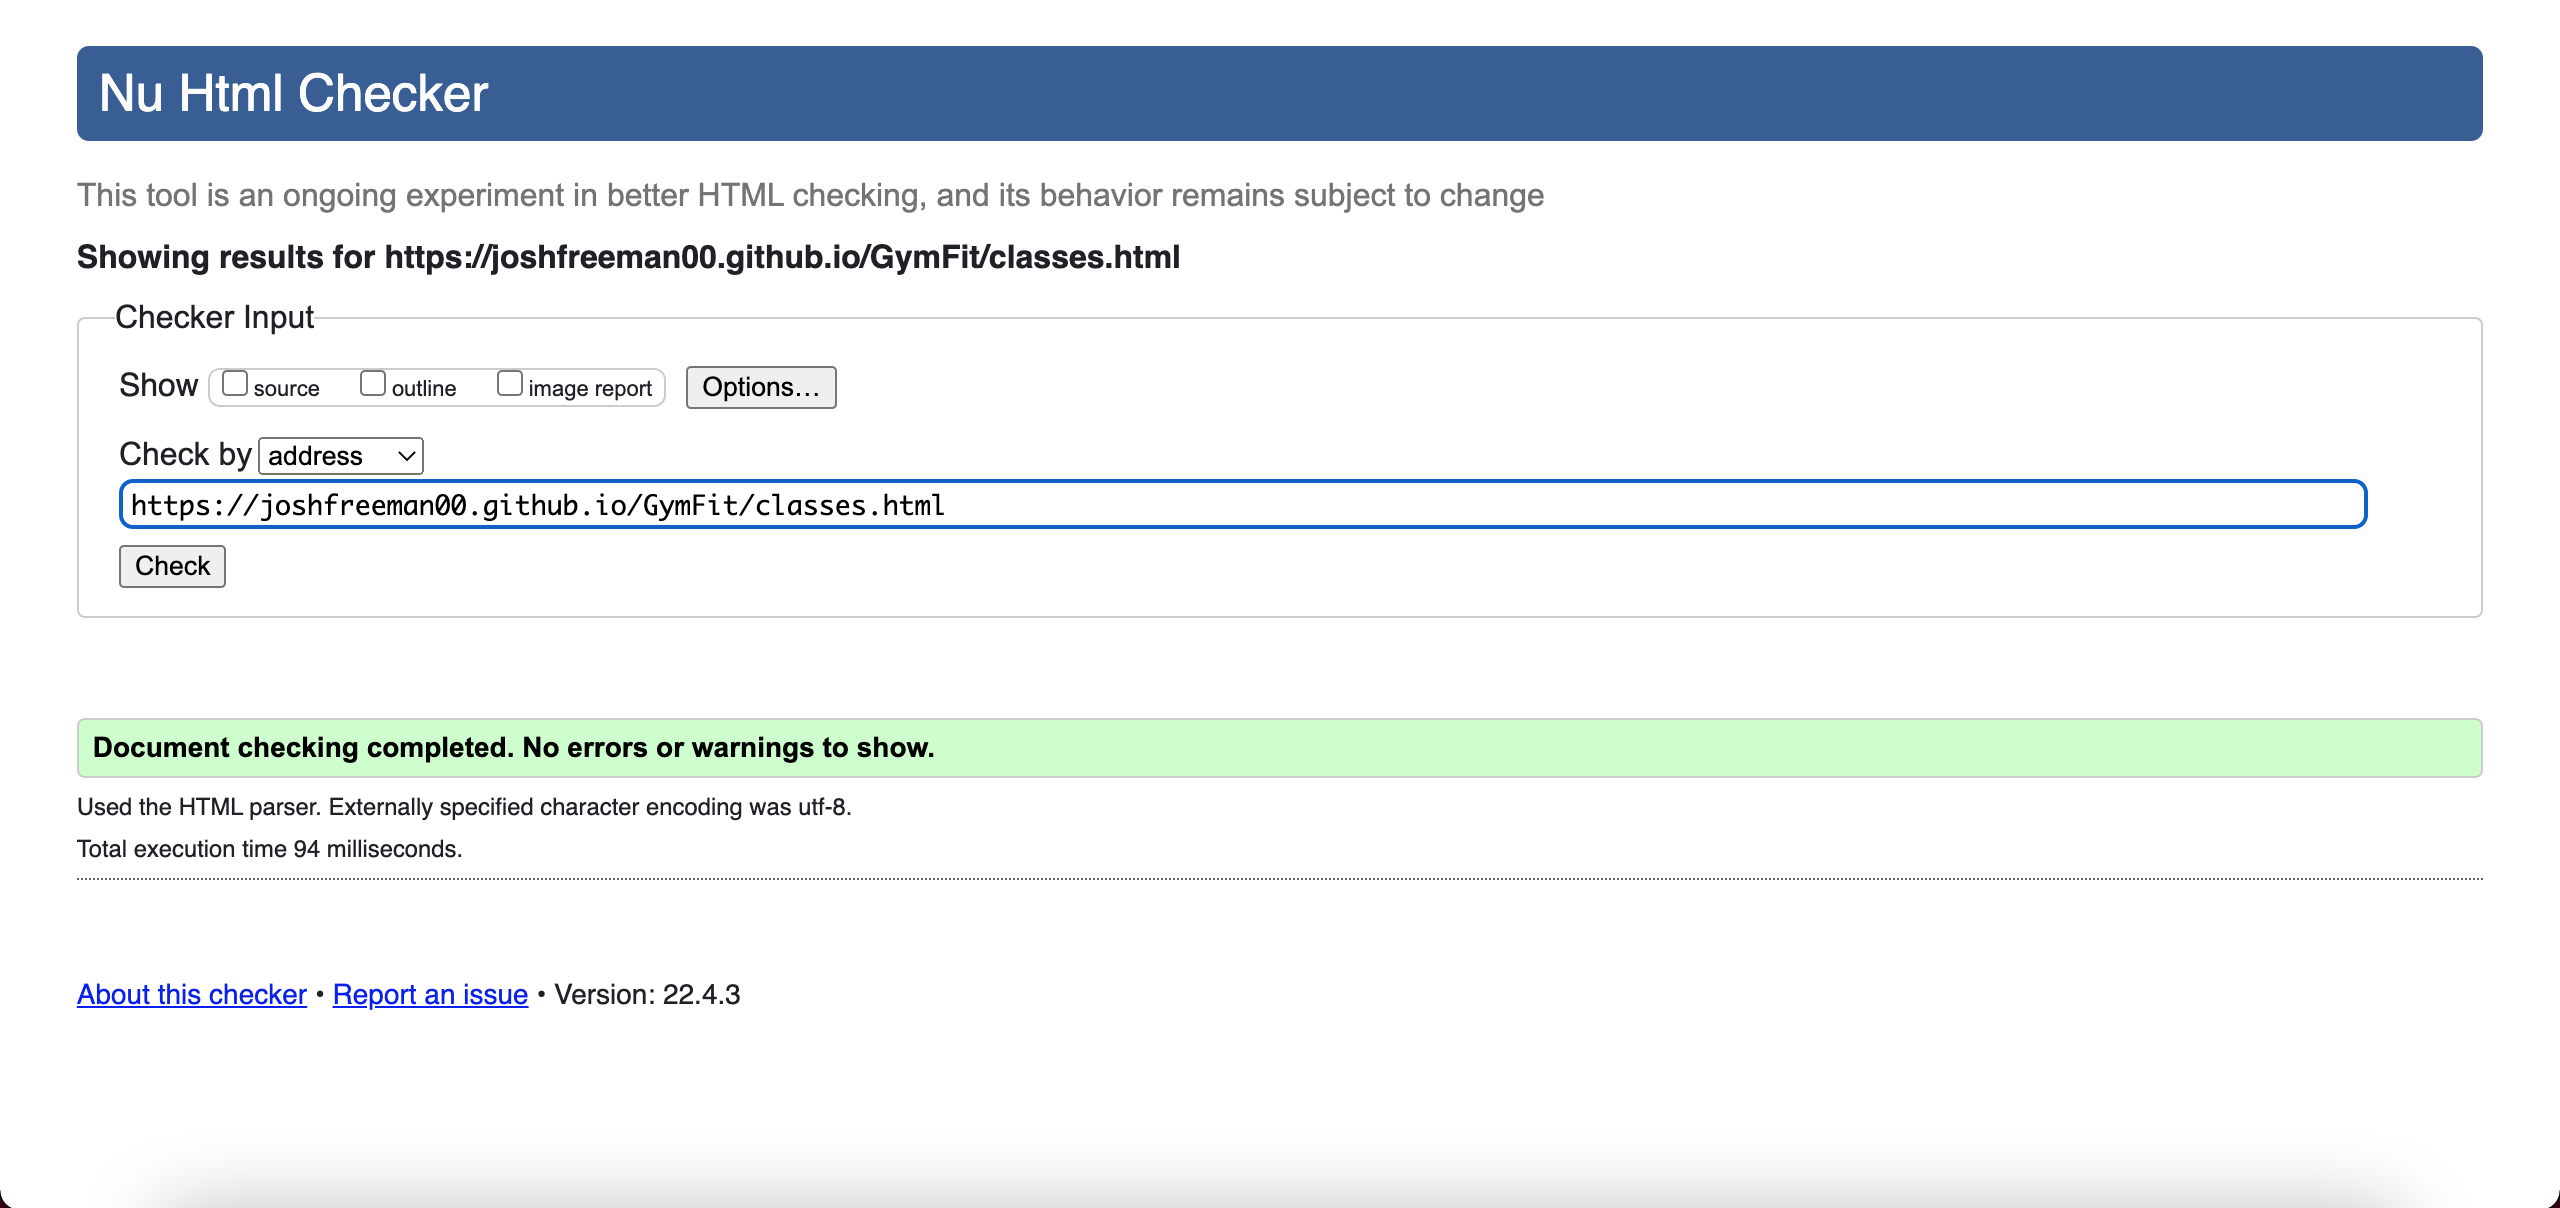 Nu Html Checker
This tool is an ongoing experiment in better HTML checking, and its behavior remains subject to change
Showing results for https://joshfreeman00.github.io/GymFit/classes.html
Checker Input
Show source outline image report Options...
Check by address
https://joshfreeman00.github.io/GymFit/classes.html
Check
Document checking completed. No errors or warnings to show.
Used the HTML parser. Externally specified character encoding was utf-8.
Total execution time 94 milliseconds.
About this checker • Report an issue • Version: 22.4.3